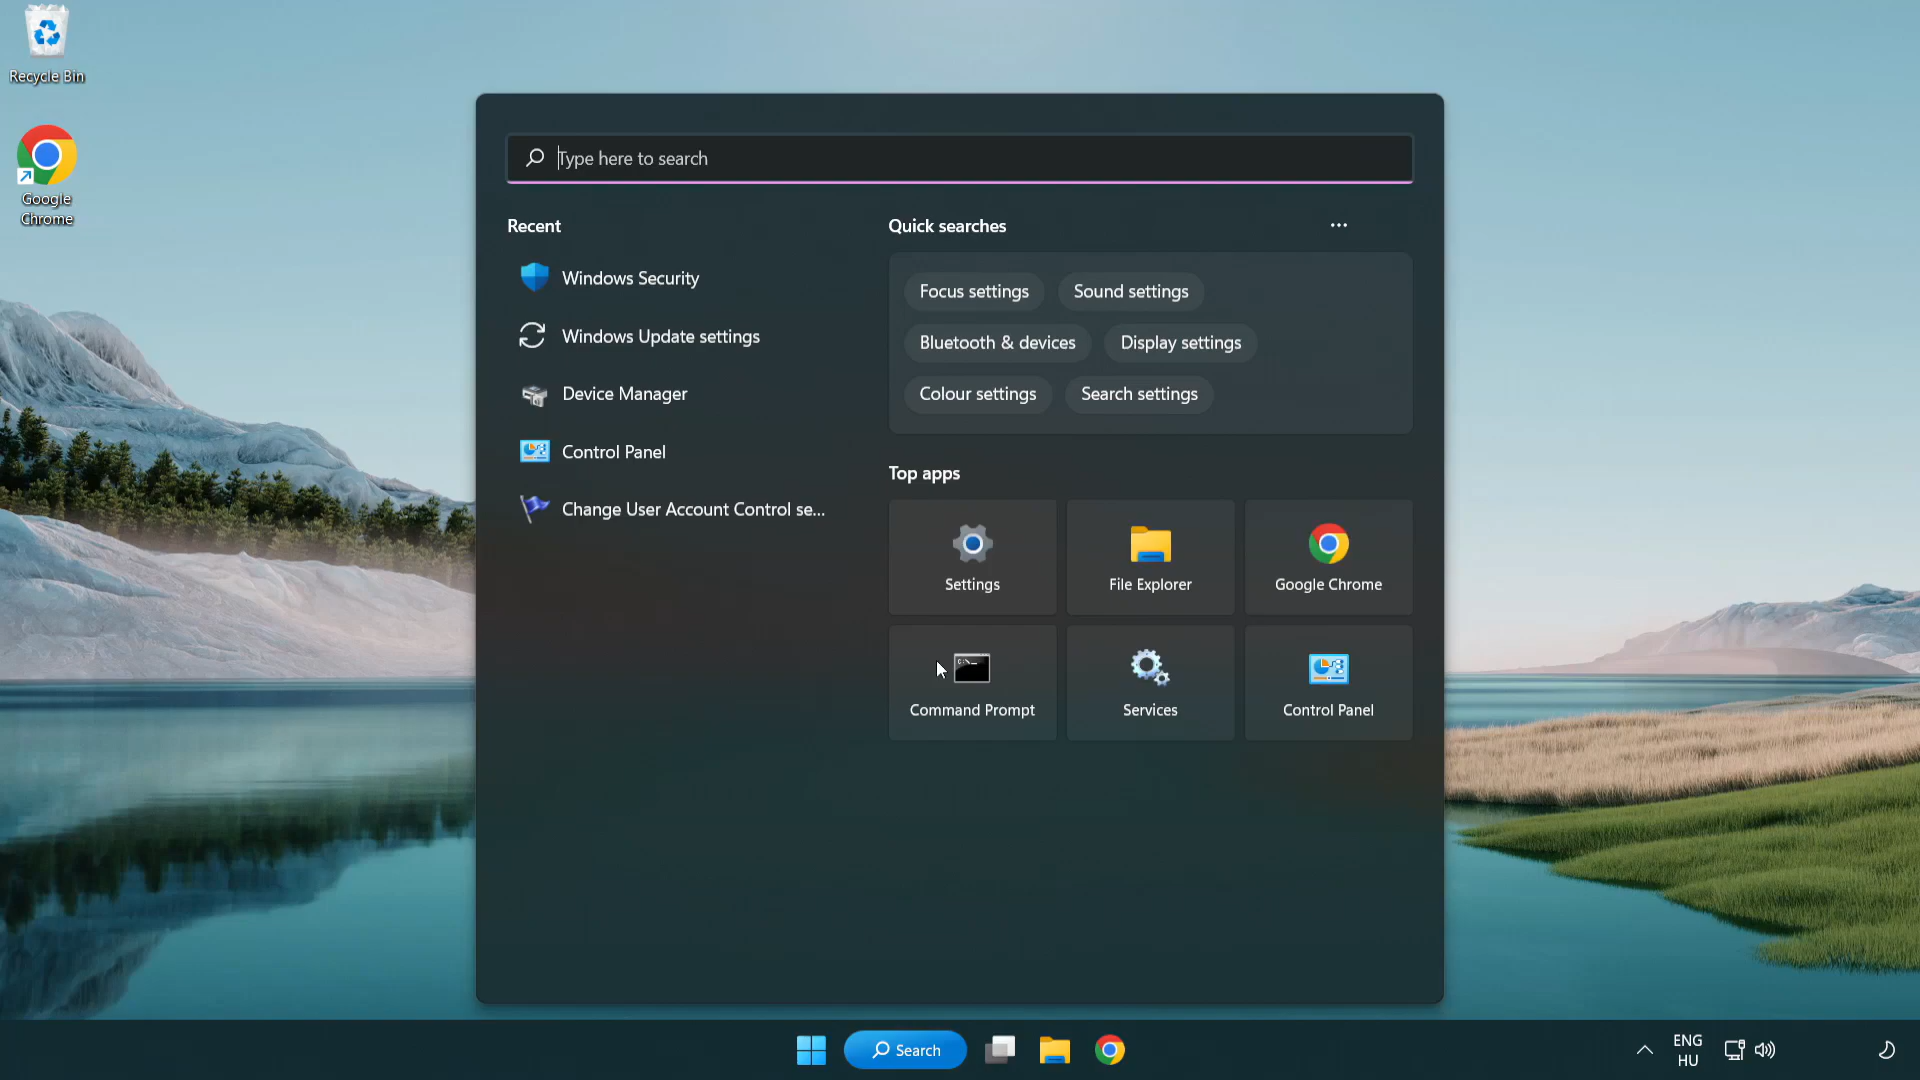 Recycle Bin
Google
Chrome
Type here to search
Recent
Windows Security
Windows Update settings
Device Manager
Control Panel
Change User Account Control se...
Quick searches
Focus settings
Sound settings
Bluetooth & devices
Display settings
Colour settings
Search settings
Top apps
Settings
File Explorer
Google Chrome
Command Prompt
Services
Control Panel
Search
ENG
HU